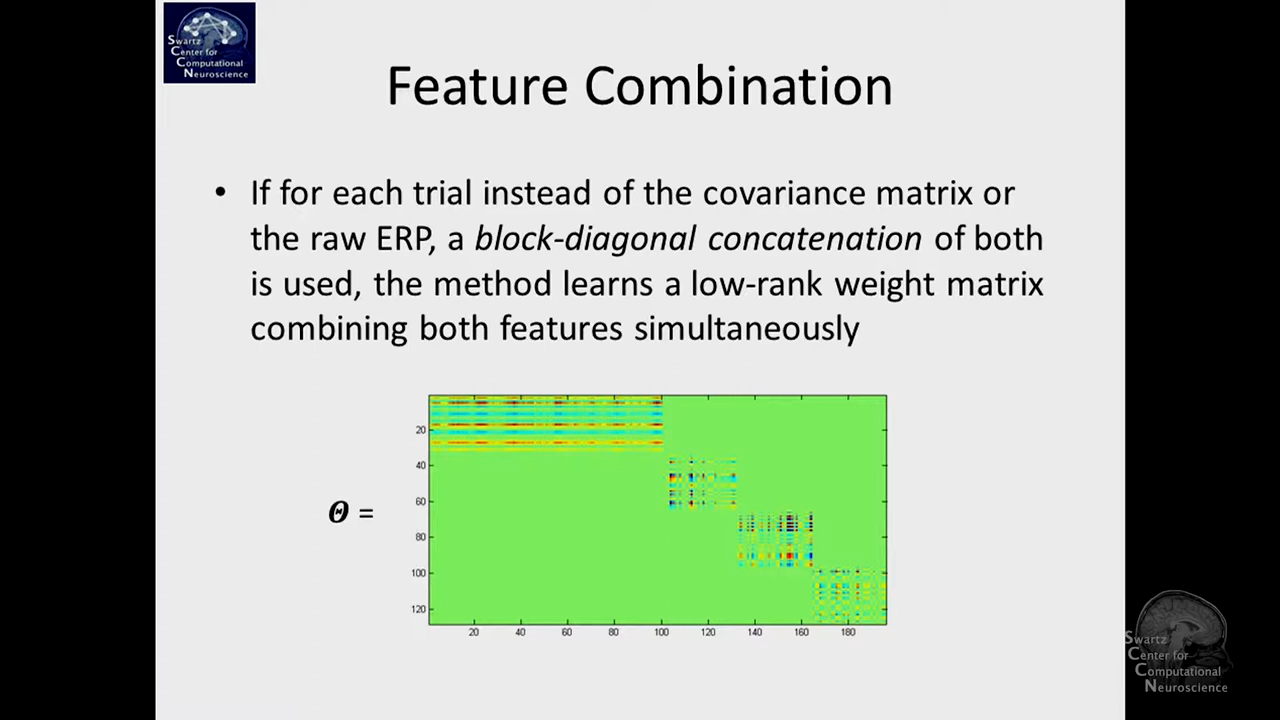 Swartz
Center for
Computational
Neuroscience
Feature Combination
• If for each trial instead of the covariance matrix or
the raw ERP, a block-diagonal concatenation of both
is used, the method learns a low-rank weight matrix
combining both features simultaneously
Θ =
20
40
60
80
100
120
20 40 60 80 100 120 140 160 180
Swartz
Center for
Computational
Neuroscience